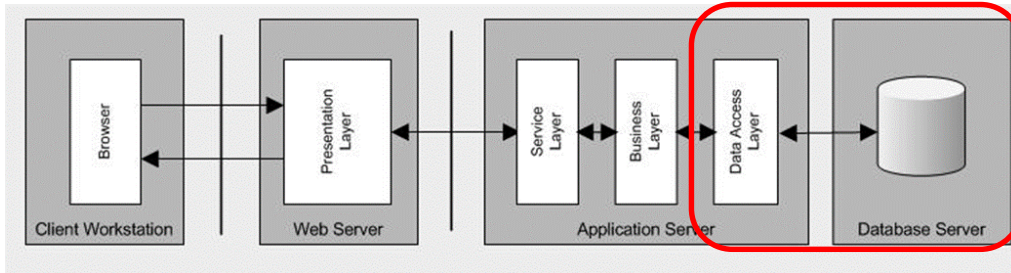 Browser
Client Workstation
Presentation
Layer
Web Server
Service
Layer
Business
Layer
Data Access
Layer
Application Server
Database Server